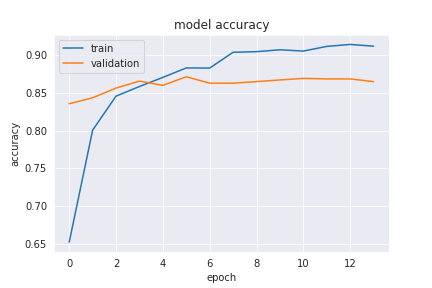 model accuracy
train
validation
0.90
0.85
0.80
0.75
0.70
0.65
accuracy
0 2 4 6 8 10 12
epoch